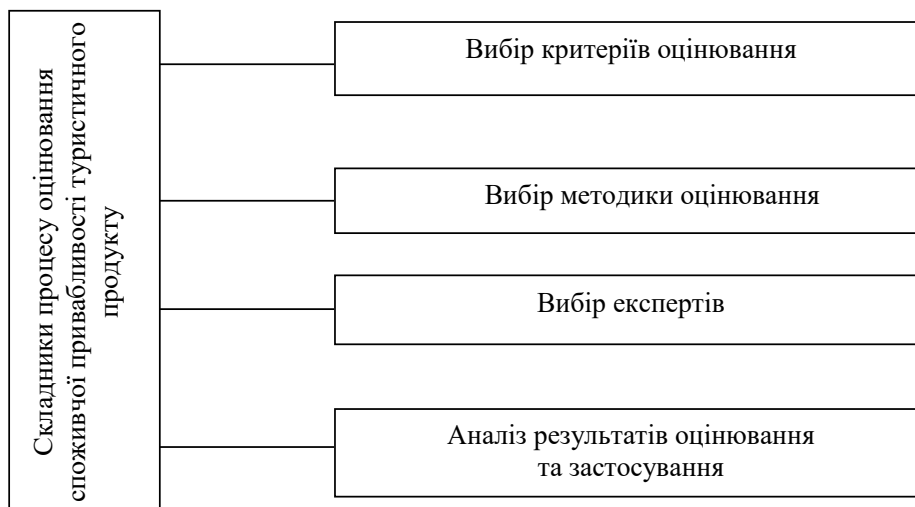 Складники процесу оцінювання
споживчої привабливості туристичного
продукту
Вибір критеріїв оцінювання
Вибір методики оцінювання
Вибір експертів
Аналіз результатів оцінювання
та застосування